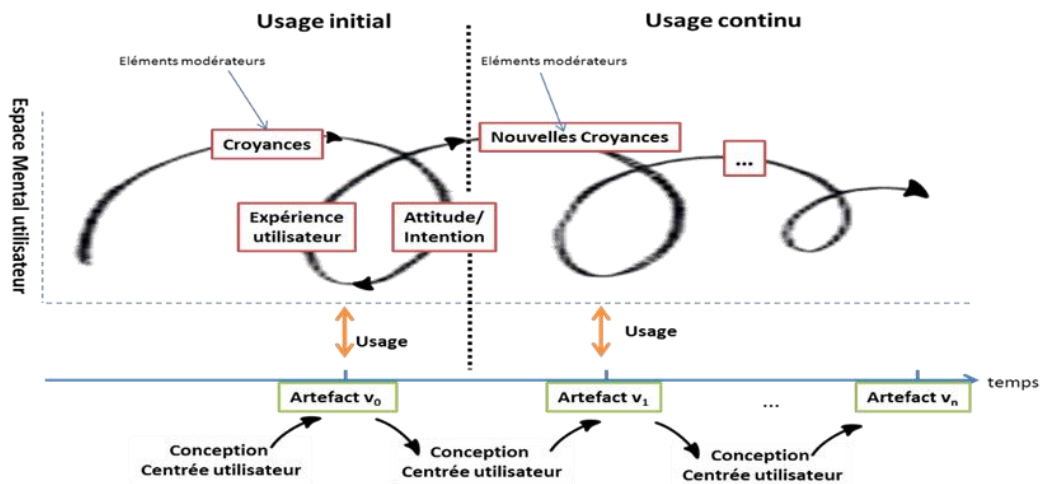 Usage initial
Usage continu
Eléments modérateurs
Eléments modérateurs
Espace Mental utilisateur
Croyances
Nouvelles Croyances
...
Expérience
utilisateur
Attitude/
Intention
Usage
Usage
temps
Artefact v₀
Artefact v₁
...
Artefact vₙ
Conception
Centrée utilisateur
Conception
Centrée utilisateur
Conception
Centrée utilisateur